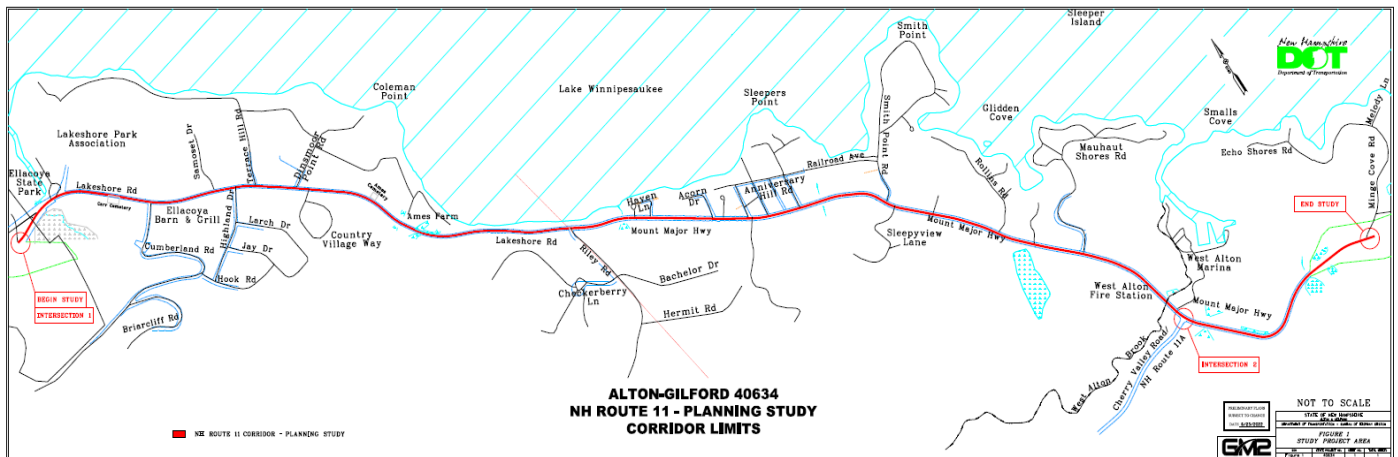 Sleeper
Island
Smith
Point
New Hampshire
DOT
Department of Transportation
Coleman
Point
Lake Winnipesaukee
Sleepers
Point
Glidden
Cove
Smalls
Cove
Melody Ln
Lakeshore Park
Association
Samoset Dr
Terrace Hill Rd
Dinsmoor
Point Rd
Smith Point Rd
Mauhaut
Shores Rd
Echo Shores Rd
Minge Cove Rd
Ellacoya
State
Park
Lakeshore Rd
Railroad Ave
Rollins Rd
Ellacoya
Barn & Grill
Highland Dr
Larch Dr
Ames Farm
Haven
Ln
Acorn
Dr
Anniversary
Hill Rd
END STUDY
Country
Village Way
Lakeshore Rd
Mount Major Hwy
Mount Major Hwy
Sleepyview
Lane
Cumberland Rd
Jay Dr
Hook Rd
Riley Rd
Bachelor Dr
Checkerberry
Ln
Hermit Rd
West Alton
Marina
West Alton
Fire Station
Mount Major Hwy
BEGIN STUDY
INTERSECTION 1
Briarcliff Rd
West Alton Brook
Cherry Valley Road/
NH Route 11A
INTERSECTION 2
ALTON-GILFORD 40634
NH ROUTE 11 - PLANNING STUDY
CORRIDOR LIMITS
NH ROUTE 11 CORRIDOR - PLANNING STUDY
NOT TO SCALE
STATE OF NEW HAMPSHIRE
FIGURE 1
STUDY PROJECT AREA
GM2